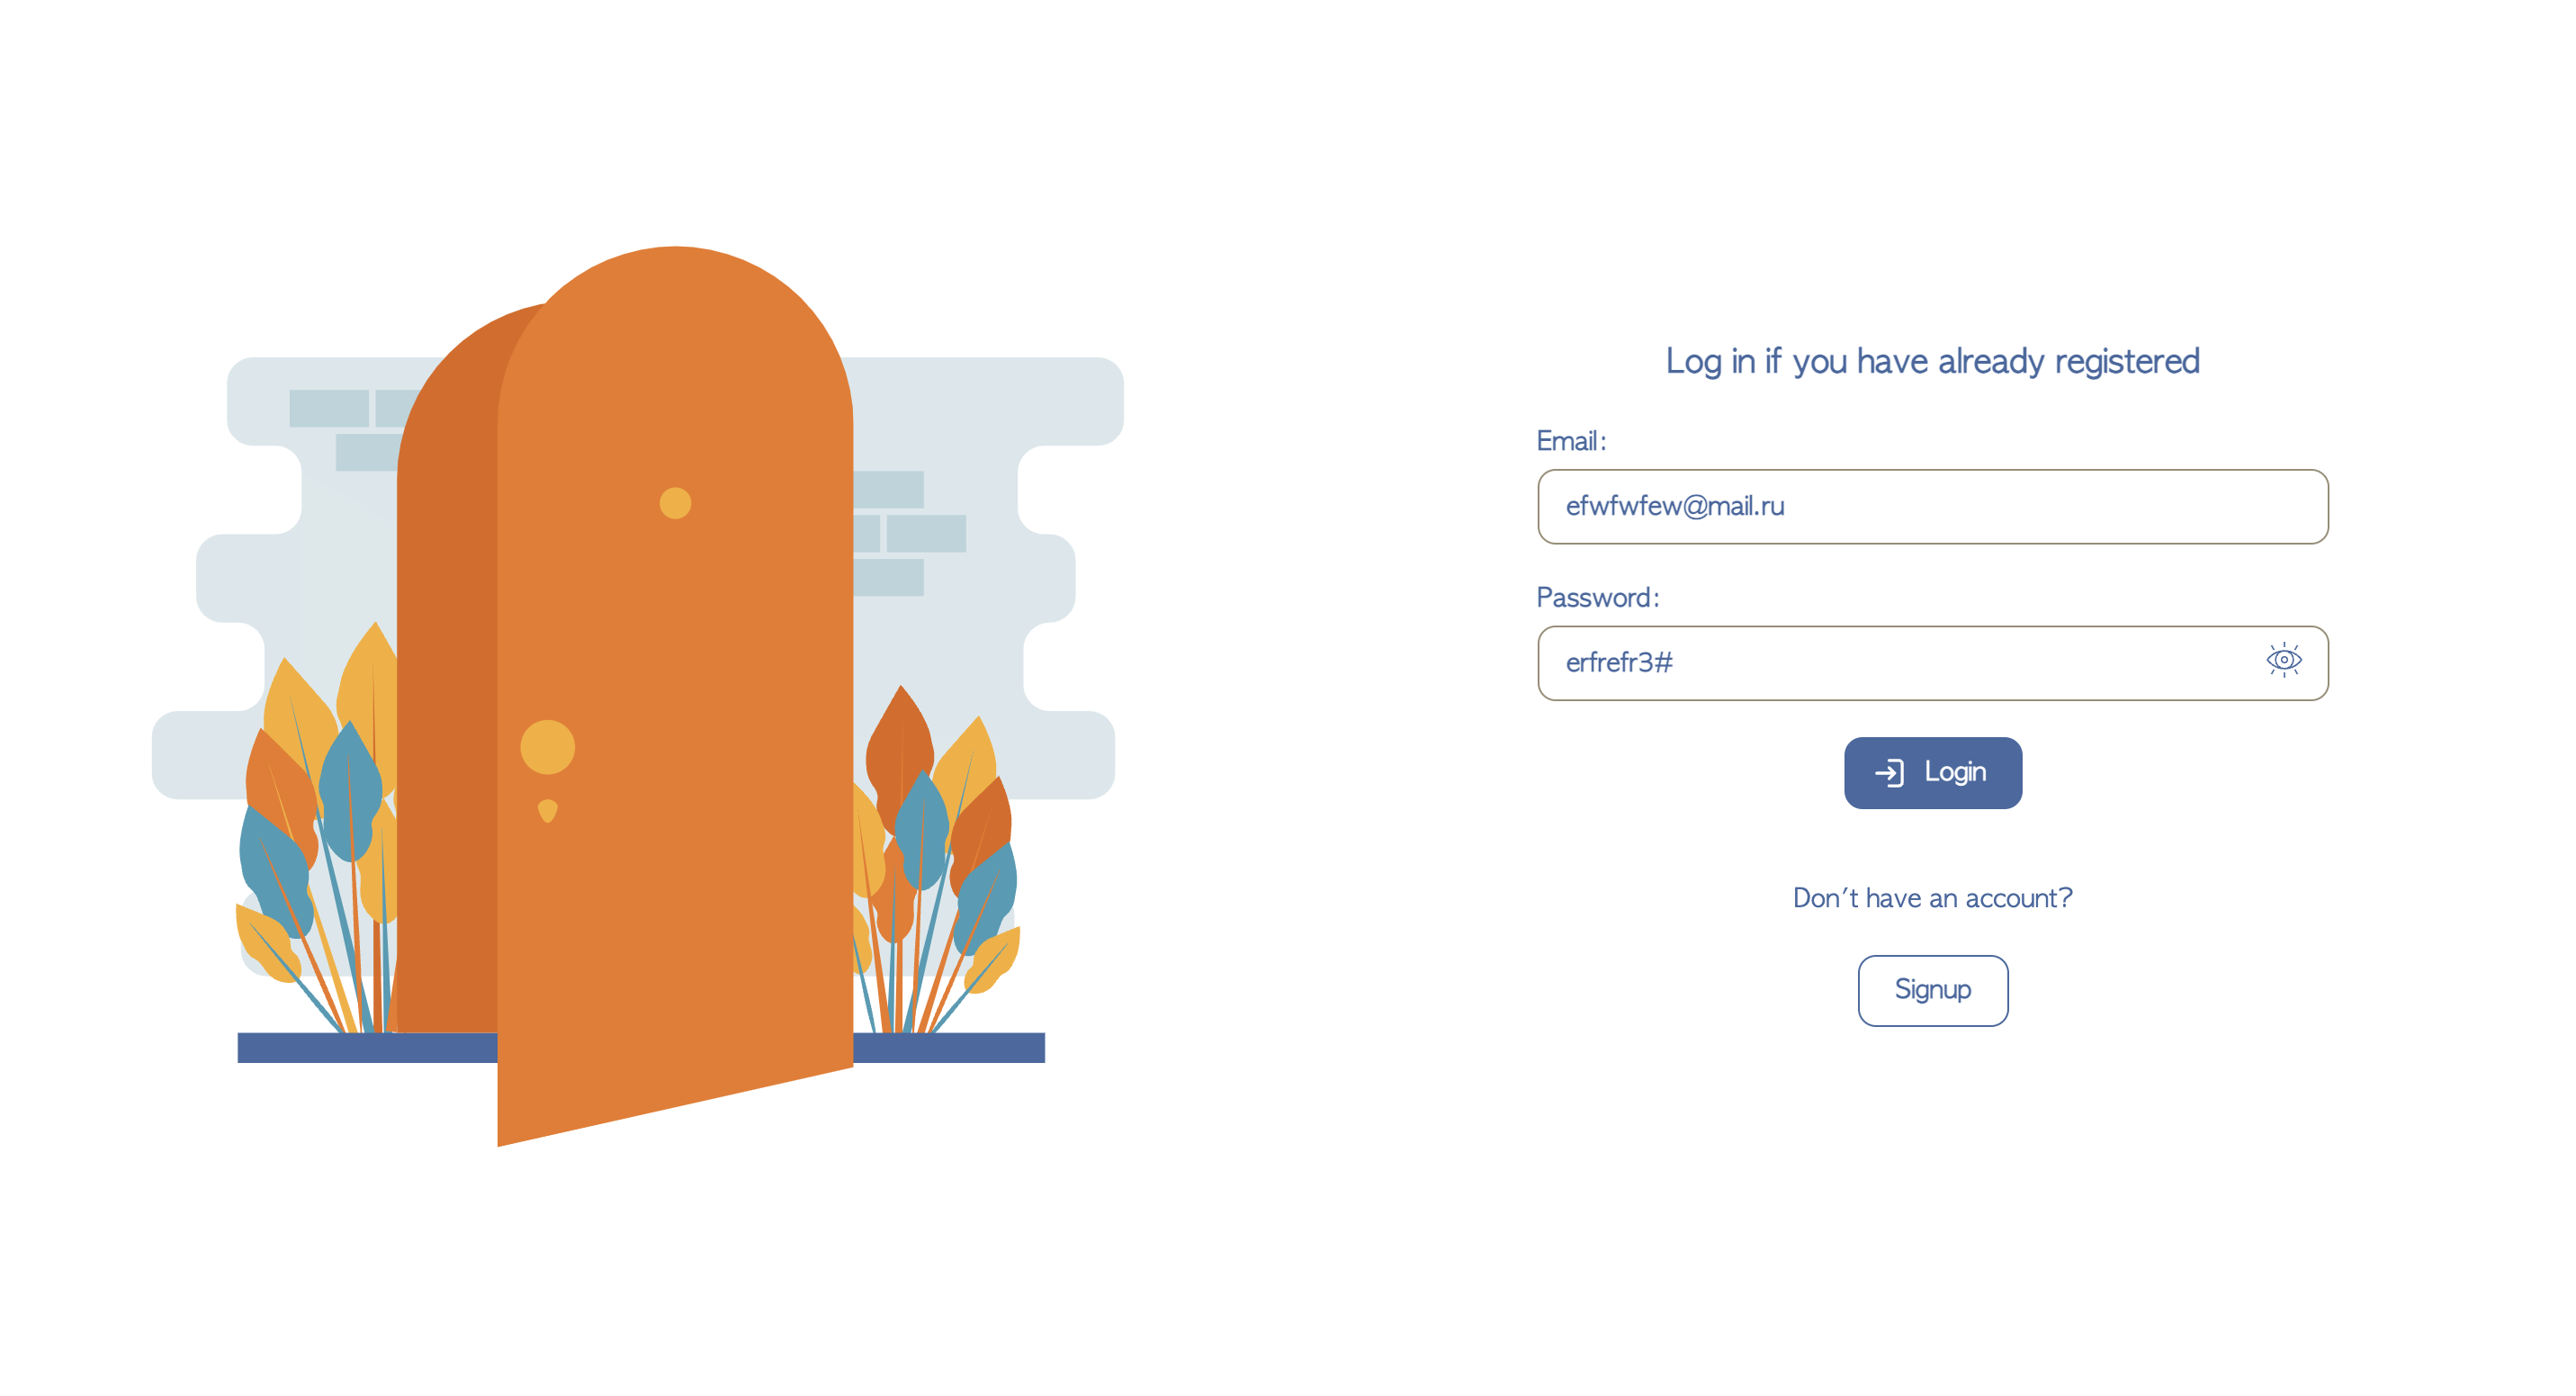 Log in if you have already registered
Email:
efwfwfew@mail.ru
Password:
erfrefr3#
Login
Don't have an account?
Signup